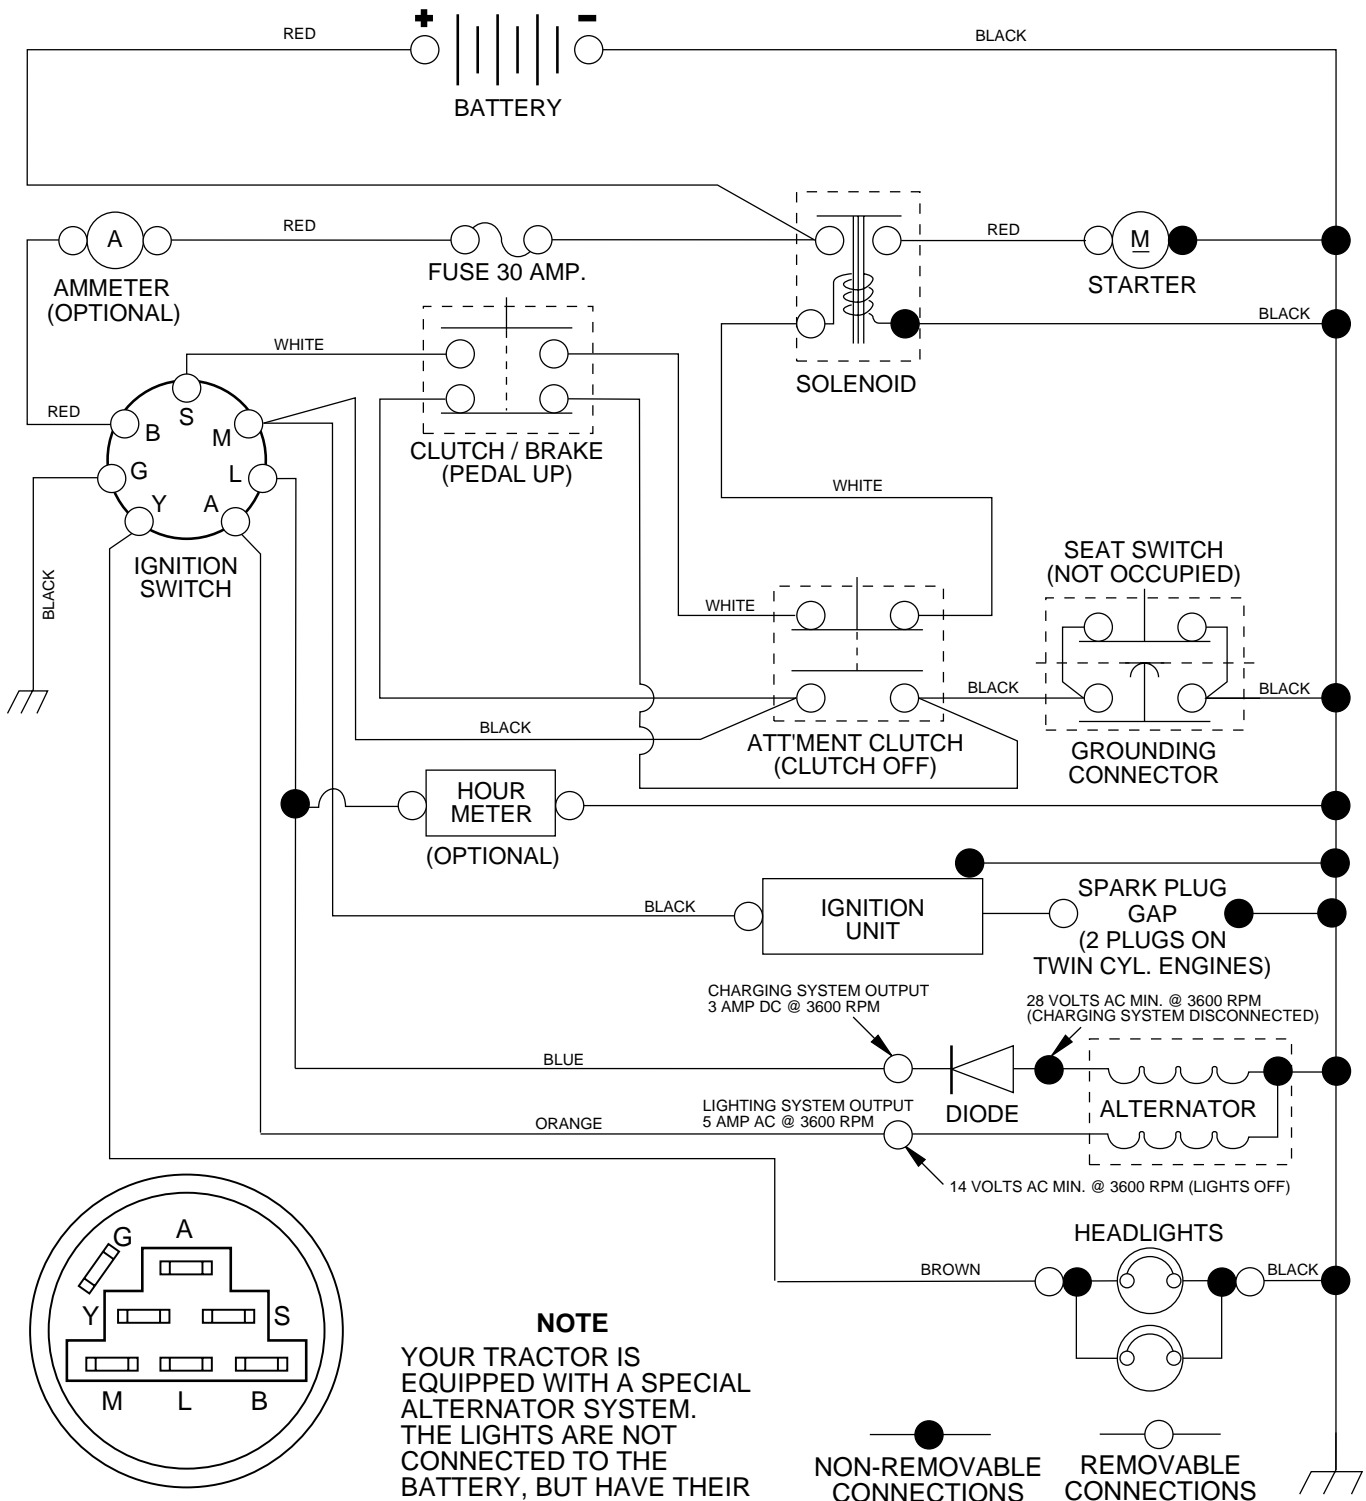 + -
RED
BLACK
BATTERY
RED
RED
A
M
AMMETER
(OPTIONAL)
FUSE 30 AMP.
STARTER
BLACK
WHITE
SOLENOID
RED
S
B
M
CLUTCH / BRAKE
(PEDAL UP)
G
L
Y
A
WHITE
IGNITION
SWITCH
BLACK
SEAT SWITCH
(NOT OCCUPIED)
WHITE
BLACK
BLACK
BLACK
ATT'MENT CLUTCH
(CLUTCH OFF)
GROUNDING
CONNECTOR
HOUR
METER
(OPTIONAL)
BLACK
IGNITION
UNIT
SPARK PLUG
GAP
(2 PLUGS ON
TWIN CYL. ENGINES)
CHARGING SYSTEM OUTPUT
3 AMP DC @ 3600 RPM
28 VOLTS AC MIN. @ 3600 RPM
(CHARGING SYSTEM DISCONNECTED)
BLUE
DIODE
ALTERNATOR
LIGHTING SYSTEM OUTPUT
5 AMP AC @ 3600 RPM
ORANGE
14 VOLTS AC MIN. @ 3600 RPM (LIGHTS OFF)
HEADLIGHTS
BROWN
BLACK
G
A
Y
S
M L B
NOTE
YOUR TRACTOR IS
EQUIPPED WITH A SPECIAL
ALTERNATOR SYSTEM.
THE LIGHTS ARE NOT
CONNECTED TO THE
BATTERY, BUT HAVE THEIR
NON-REMOVABLE
CONNECTIONS
REMOVABLE
CONNECTIONS